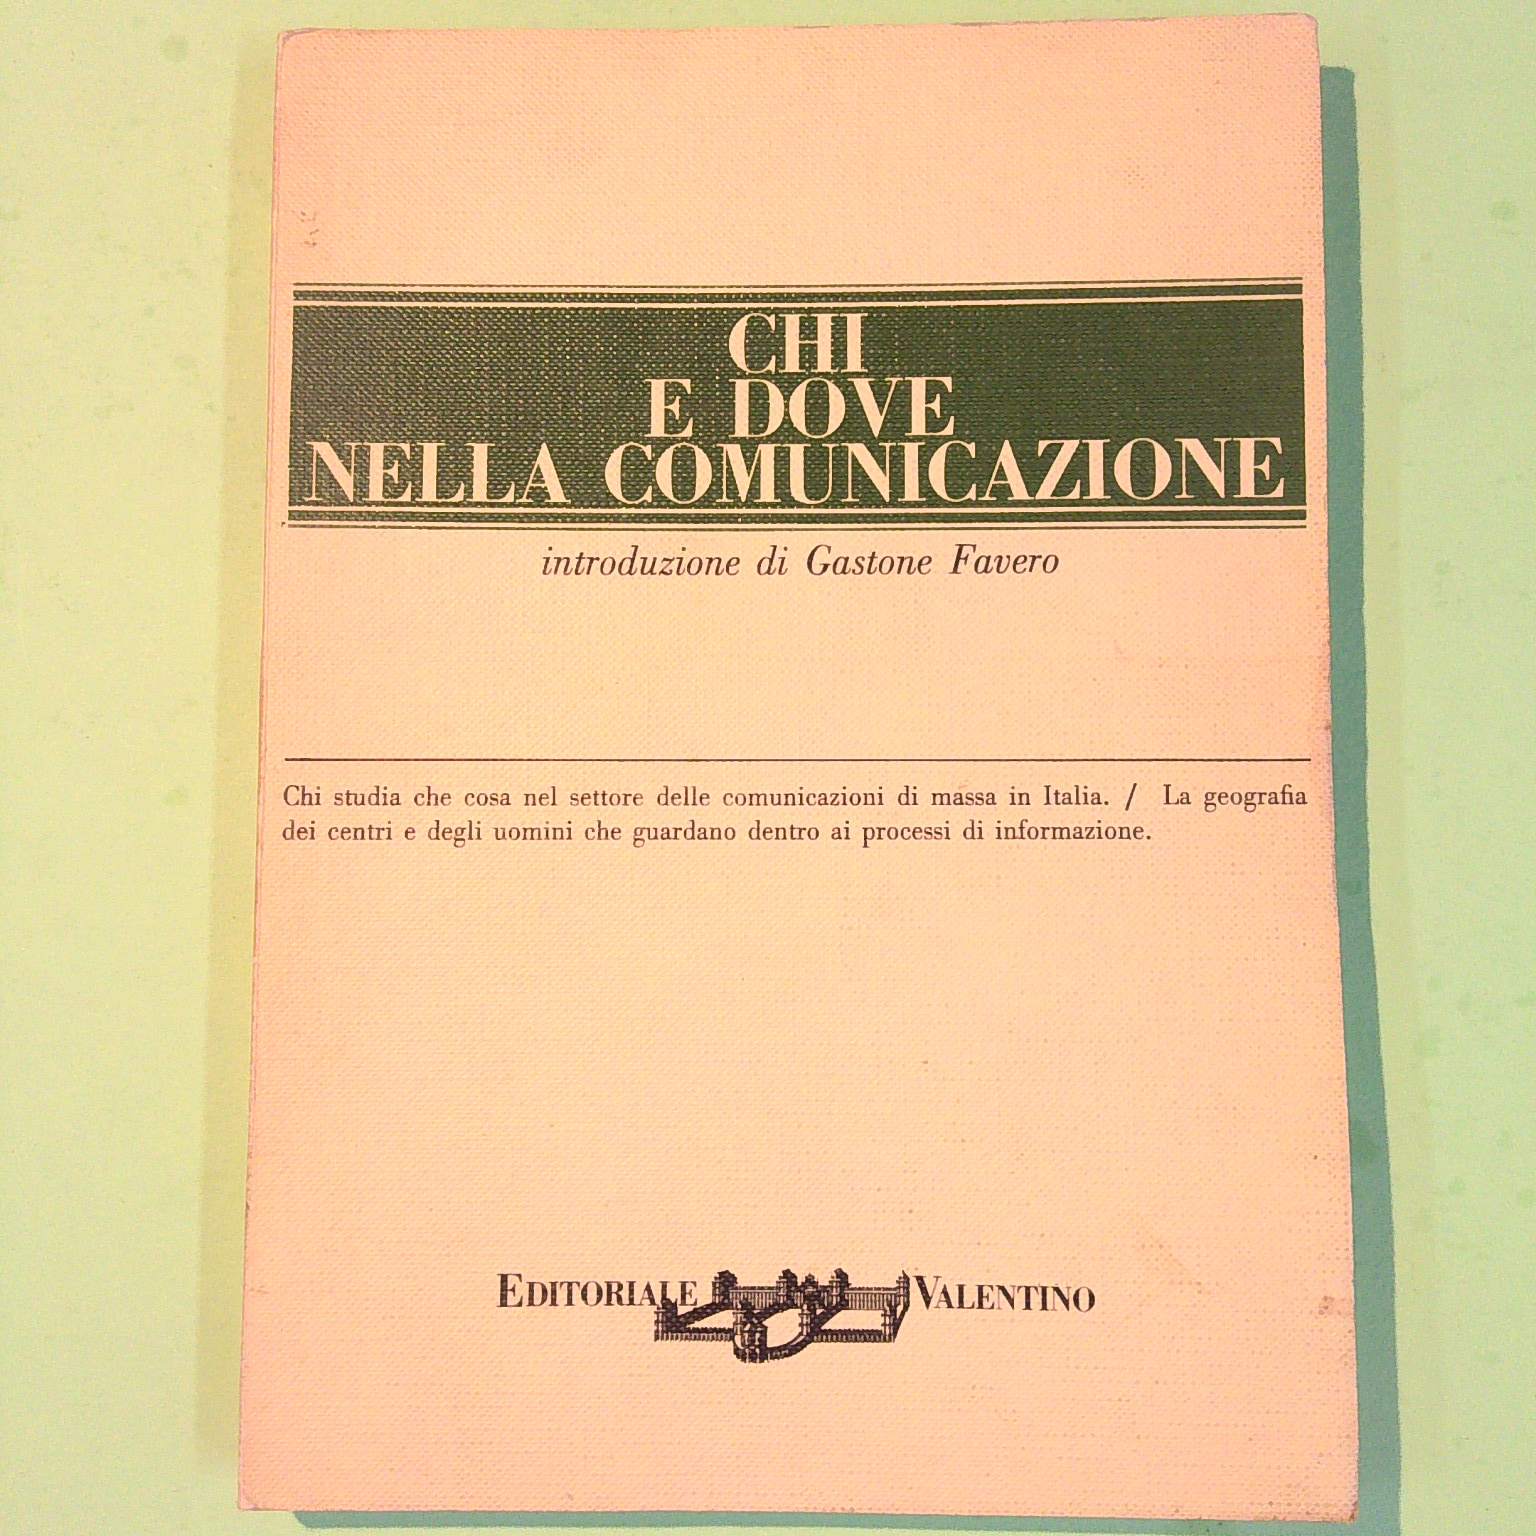 CHI
E DOVE
NELLA COMUNICAZIONE
introduzione di Gastone Favero
Chi studia che cosa nel settore delle comunicazioni di massa in Italia. / La geografia
dei centri e degli uomini che guardano dentro ai processi di informazione.
EDITORIALE VALENTINO